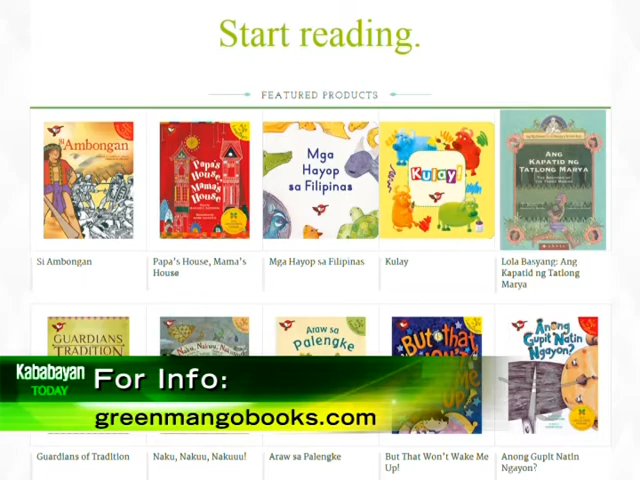 Start reading.
FEATURED PRODUCTS
Si Ambongan
Papa's
House,
Mama's
House
Mga
Hayop
sa Filipinas
Kulay!
ANG
KAPATID NG
TATLONG MARYA
Si Ambongan
Papa's House, Mama's
House
Mga Hayop sa Filipinas
Kulay
Lola Basyang: Ang
Kapatid ng Tatlong
Marya
GUARDIANS
TRADITION
Naku, Nakuu, Nakuuu!
Araw sa
Palengke
But that
Won't
Wake Me
Up!
Anong
Gupit Natin
Ngayon?
Kababayan
TODAY
For Info:
greenmangobooks.com
Guardians of Tradition
Naku, Nakuu, Nakuuu!
Araw sa Palengke
But That Won't Wake Me
Up!
Anong Gupit Natin
Ngayon?